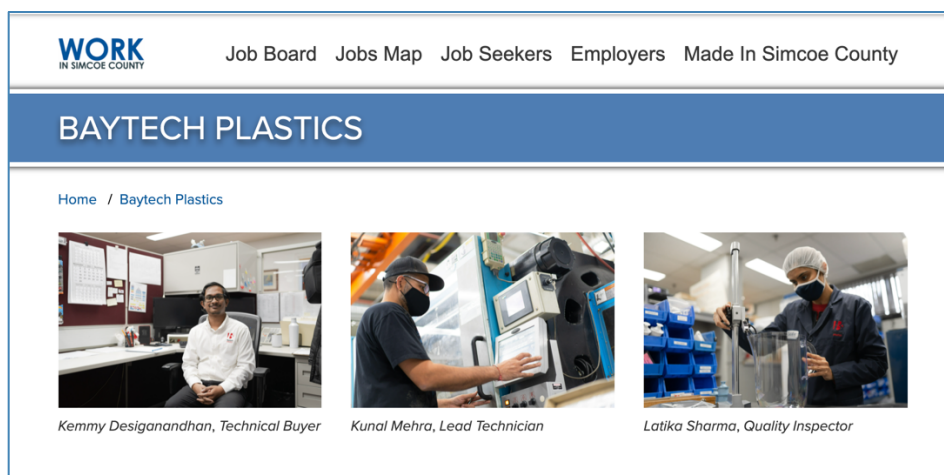 WORK
IN SIMCOE COUNTY
Job Board Jobs Map Job Seekers Employers Made In Simcoe County
BAYTECH PLASTICS
Home / Baytech Plastics
Kemmy Desiganandhan, Technical Buyer Kunal Mehra, Lead Technician Latika Sharma, Quality Inspector